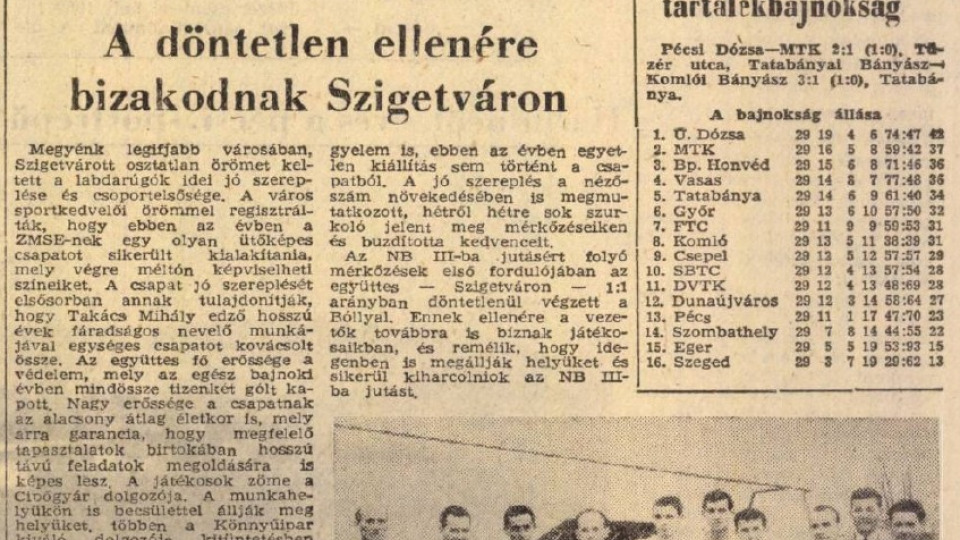 A döntetlen ellenére
bizakodnak Szigetváron
Megyénk legifjabb városában,
Szigetvárott osztatlan örömet kel-
tett a labdarúgók idei jó szerep-
lése és csoportelsősége. A város
sportkedvelői örömmel regisztrál-
ták, hogy ebben az évben a
ZMSE-nek egy olyan ütőképes
csapatot sikerült kialakítania,
mely végre méltón képviselheti
színeiket. A csapat jó szereplését
elsősorban annak tulajdonítják,
hogy Takács Mihály edző hosszú
évek fáradságos nevelő munká-
jával egységes csapatot kovácsolt
össze. Az együttes fő erőssége a
védelem, mely az egész bajnoki
évben mindössze tizenkét gólt ka-
pott. Nagy erőssége a csapatnak
az alacsony átlag életkor is, mely
arra garancia, hogy megfelelő
tapasztalatok birtokában hosszú
távú feladatok megoldására is
képes lesz. A játékosok zöme a
Cipőgyár dolgozója. A munkahe-
lyükön is becsülettel állják meg
helyüket, többen a Könnyűipar
kiváló dolgozója kitüntetésben
gyelem is, ebben az évben egyet-
len kiállítás sem történt a csa-
patból. A jó szereplés a néző-
szám növekedésében is megmu-
tatkozott, hétről hétre sok szur-
koló jelent meg mérkőzéseiken
és buzdította kedvenceit.
Az NB III-ba jutásért folyó
mérkőzések első fordulójában az
együttes — Szigetváron — 1:1
arányban döntetlenül végzett a
Bóllyal. Ennek ellenére a veze-
tők továbbra is bíznak játéko-
saikban, és remélik, hogy ide-
genben is megállják helyüket és
sikerül kiharcolniok az NB III-
ba jutást.
tartalékbajnokság
Pécsi Dózsa—MTK 2:1 (1:0), Tü-
zér utca, Tatabányai Bányász—
Komlói Bányász 3:1 (1:0), Tatabá-
nya.
A bajnokság állása
1. Ú. Dózsa 29 19 4 6 74:47 42
2. MTK 29 16 5 8 59:42 37
3. Bp. Honvéd 29 15 6 8 71:46 36
4. Vasas 29 14 8 7 77:48 36
5. Tatabánya 29 14 6 9 61:40 34
6. Győr 29 13 6 10 57:50 32
7. FTC 29 11 9 9 59:53 31
8. Komló 29 13 5 11 38:39 31
9. Csepel 29 12 5 12 57:57 29
10. SBTC 29 12 4 13 57:54 28
11. DVTK 29 12 4 13 48:69 28
12. Dunaújváros 29 12 3 14 58:64 27
13. Pécs 29 11 1 17 47:70 23
14. Szombathely 29 7 8 14 44:55 22
15. Eger 29 5 5 19 53:93 15
16. Szeged 29 3 7 19 29:62 13